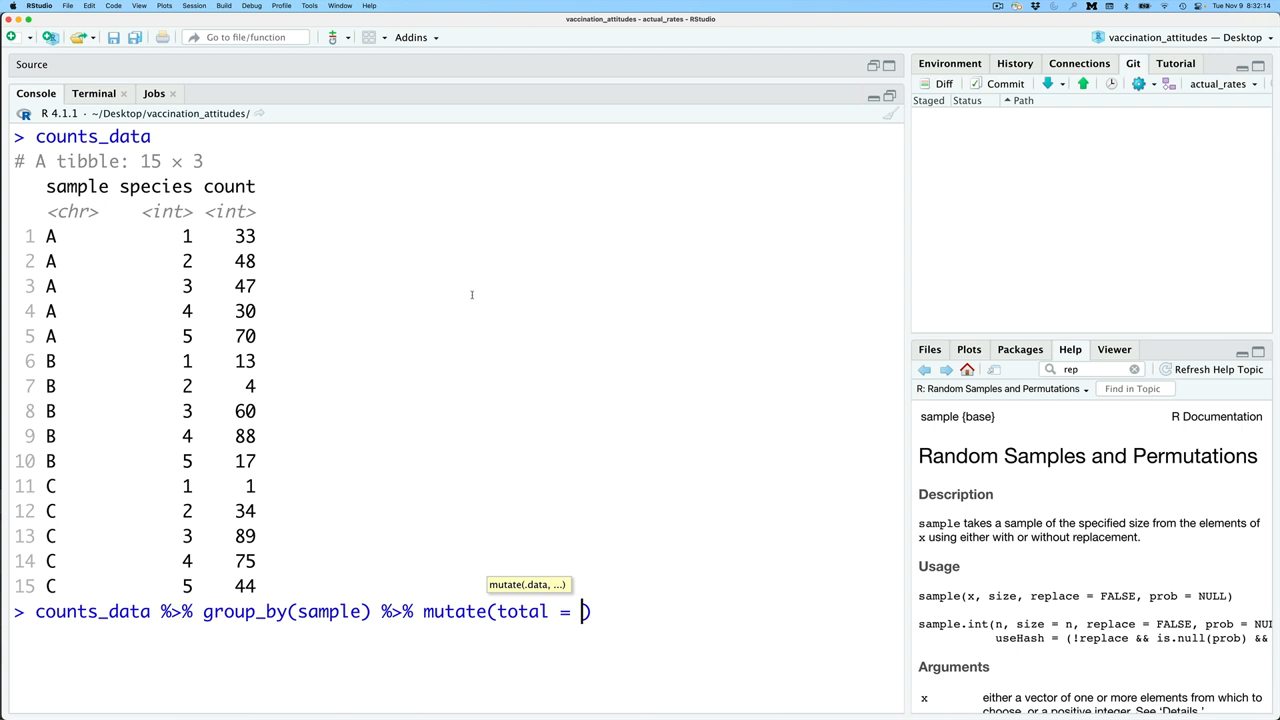 RStudio File Edit Code View Plots Session Build Debug Profile Tools Window Help Tue Nov 9 8:32:14
vaccination_attitudes - actual_rates - RStudio
Go to file/function Addins vaccination_attitudes — Desktop
Source
Console Terminal Jobs
R 4.1.1 · ~/Desktop/vaccination_attitudes/
> counts_data
# A tibble: 15 × 3
sample species count
<chr> <int> <int>
1 A 1 33
2 A 2 48
3 A 3 47
4 A 4 30
5 A 5 70
6 B 1 13
7 B 2 4
8 B 3 60
9 B 4 88
10 B 5 17
11 C 1 1
12 C 2 34
13 C 3 89
14 C 4 75
15 C 5 44
mutate(.data, ...)
> counts_data %>% group_by(sample) %>% mutate(total = )
Environment History Connections Git Tutorial
Diff Commit actual_rates
Staged Status Path
Files Plots Packages Help Viewer
rep Refresh Help Topic
R: Random Samples and Permutations Find in Topic
sample {base} R Documentation
Random Samples and Permutations
Description
sample takes a sample of the specified size from the elements of
x using either with or without replacement.
Usage
sample(x, size, replace = FALSE, prob = NULL)
sample.int(n, size = n, replace = FALSE, prob = NUL
useHash = (!replace && is.null(prob) &&
Arguments
x either a vector of one or more elements from which to
choose, or a positive integer. See ‘Details.’